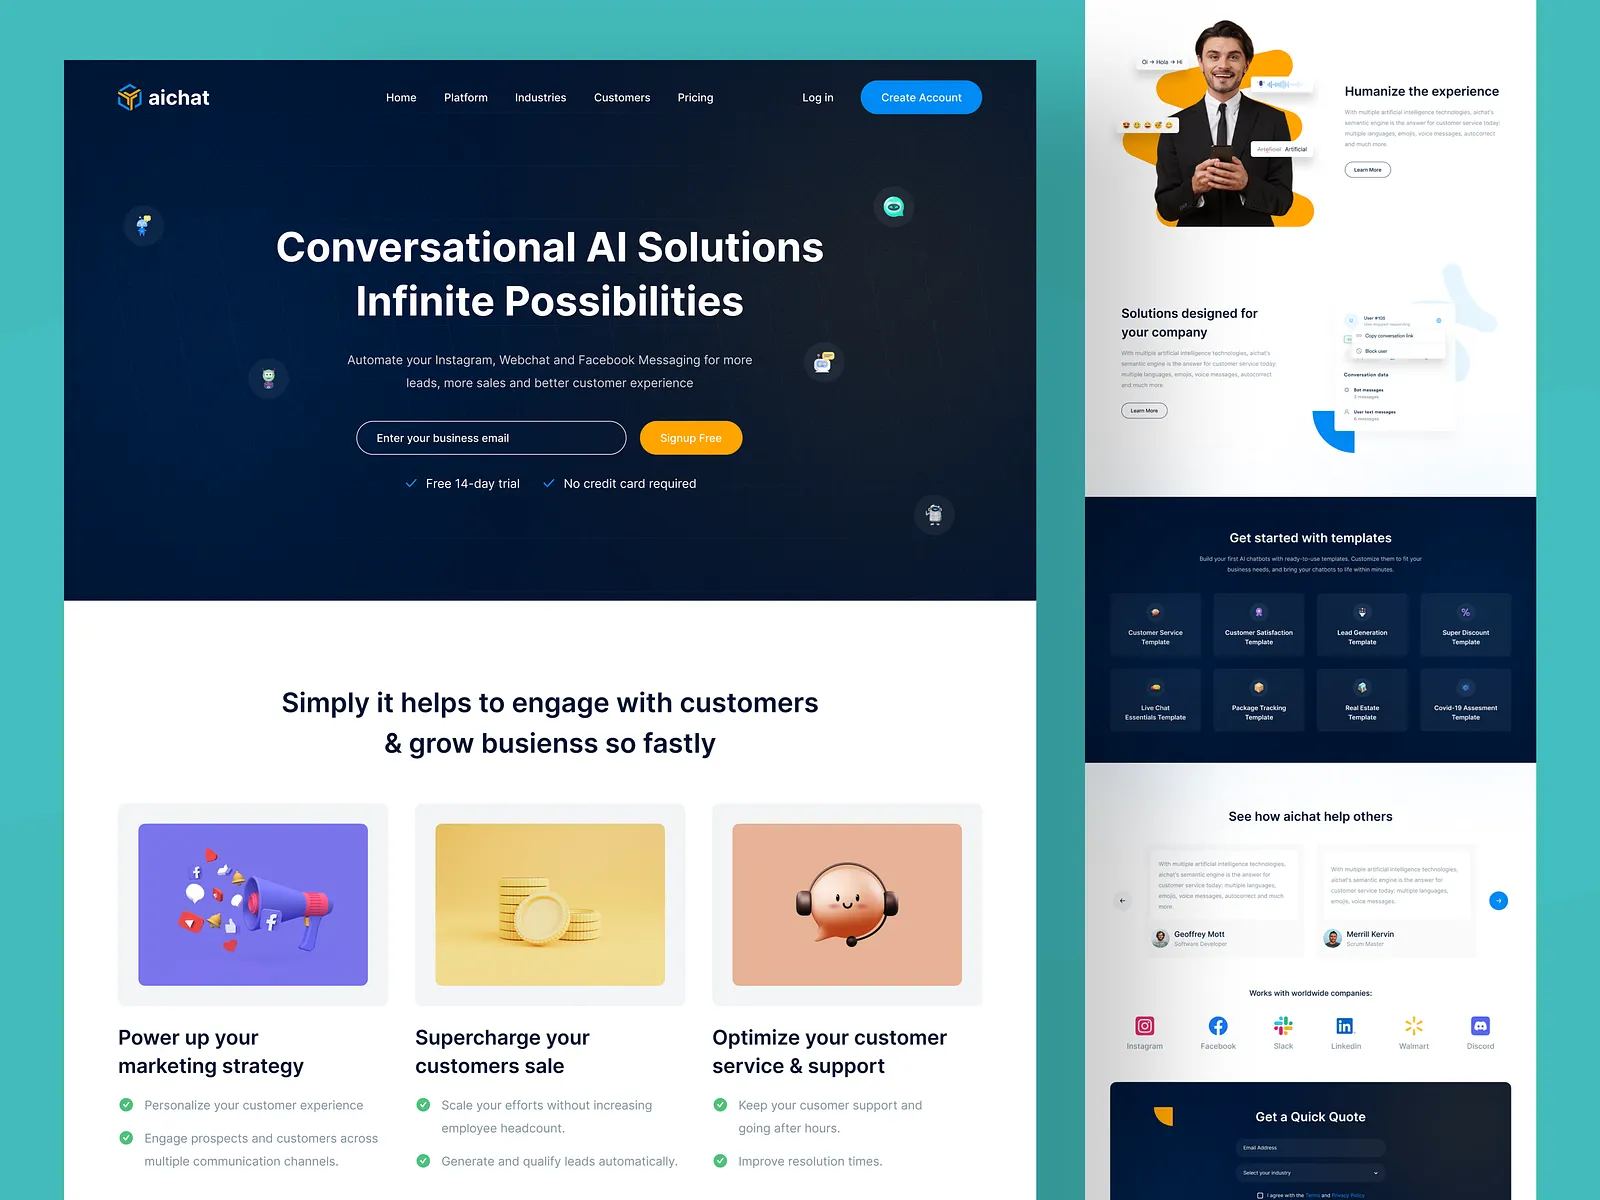 aichat
Home Platform Industries Customers Pricing Log in Create Account
Conversational AI Solutions
Infinite Possibilities
Automate your Instagram, Webchat and Facebook Messaging for more
leads, more sales and better customer experience
Enter your business email Signup Free
Free 14-day trial No credit card required
Simply it helps to engage with customers
& grow busienss so fastly
Power up your
marketing strategy
Personalize your customer experience
Engage prospects and customers across
multiple communication channels.
Supercharge your
customers sale
Scale your efforts without increasing
employee headcount.
Generate and qualify leads automatically.
Optimize your customer
service & support
Keep your cusomer support and
going after hours.
Improve resolution times.
Oi → Hola → Hi
Artefical Artificial
Humanize the experience
With multiple artificial intelligence technologies, aichat's
semantic engine is the answer for customer service today:
multiple languages, emojis, voice messages, autocorrect
and much more.
Learn More
Solutions designed for
your company
With multiple artificial intelligence technologies, aichat's
semantic engine is the answer for customer service today:
multiple languages, emojis, voice messages, autocorrect
and much more.
Learn More
User #105
Copy conversation link
Block user
Conversation data
Bot messages
3 messages
User text messages
6 messages
Get started with templates
Build your first AI chatbots with ready-to-use templates. Customize them to fit your
business needs, and bring your chatbots to life within minutes.
Customer Service
Template
Customer Satisfaction
Template
Lead Generation
Template
Super Discount
Template
Live Chat
Essentials Template
Package Tracking
Template
Real Estate
Template
Covid-19 Assesment
Template
See how aichat help others
With multiple artificial intelligence technologies,
aichat's semantic engine is the answer for
customer service today: multiple languages,
emojis, voice messages, autocorrect and much
more.
Geoffrey Mott
Software Developer
With multiple artificial intelligence technologies,
aichat's semantic engine is the answer for
customer service today: multiple languages,
emojis, voice messages.
Merrill Kervin
Scrum Master
Works with worldwide companies:
Instagram Facebook Slack Linkedin Walmart Discord
Get a Quick Quote
Email Address
Select your industry
I agree with the Terms and Privacy Policy